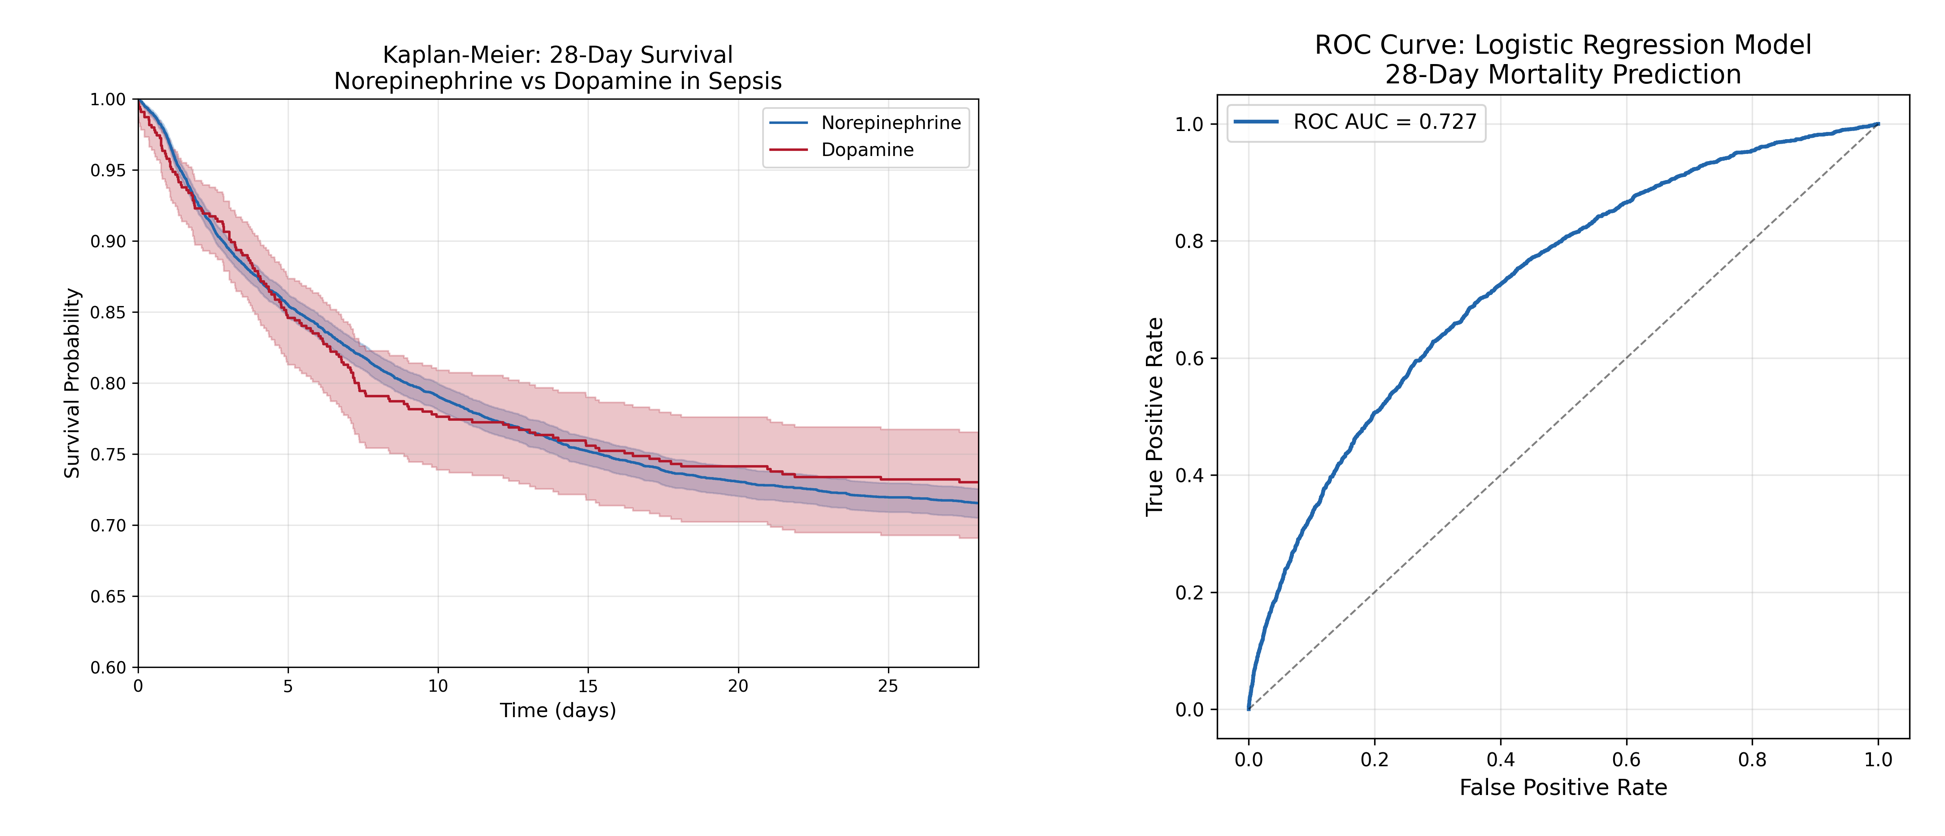 Kaplan-Meier: 28-Day Survival
Norepinephrine vs Dopamine in Sepsis
Norepinephrine
Dopamine
Survival Probability
1.00
0.95
0.90
0.85
0.80
0.75
0.70
0.65
0.60
0 5 10 15 20 25
Time (days)
ROC Curve: Logistic Regression Model
28-Day Mortality Prediction
ROC AUC = 0.727
True Positive Rate
1.0
0.8
0.6
0.4
0.2
0.0
0.0 0.2 0.4 0.6 0.8 1.0
False Positive Rate